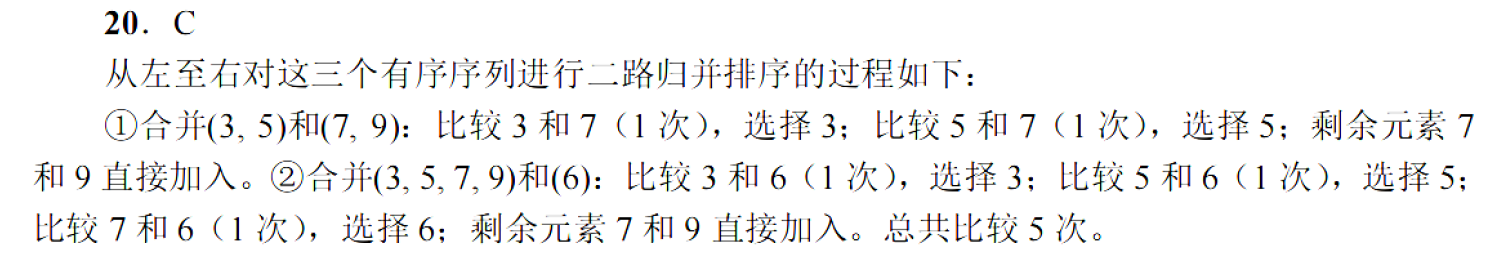 20．C
从左至右对这三个有序序列进行二路归并排序的过程如下：
①合并(3, 5)和(7, 9)：比较 3 和 7（1 次），选择 3；比较 5 和 7（1 次），选择 5；剩余元素 7
和 9 直接加入。②合并(3, 5, 7, 9)和(6)：比较 3 和 6（1 次），选择 3；比较 5 和 6（1 次），选择 5；
比较 7 和 6（1 次），选择 6；剩余元素 7 和 9 直接加入。总共比较 5 次。